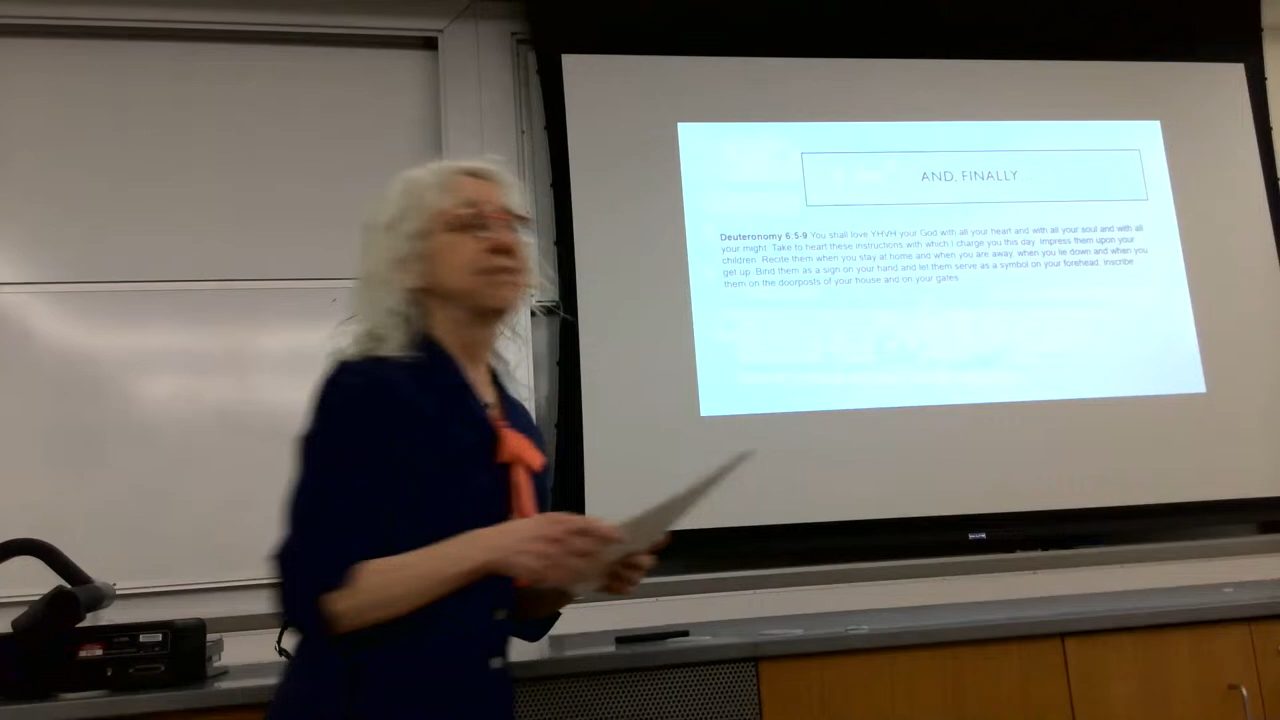 AND, FINALLY
Deuteronomy 6:5-9 You shall love YHVH your God with all your heart and with all your soul and with all
your might. Take to heart these instructions with which I charge you this day. Impress them upon your
children. Recite them when you stay at home and when you are away, when you lie down and when you
get up. Bind them as a sign on your hand and let them serve as a symbol on your forehead. Inscribe
them on the doorposts of your house and on your gates